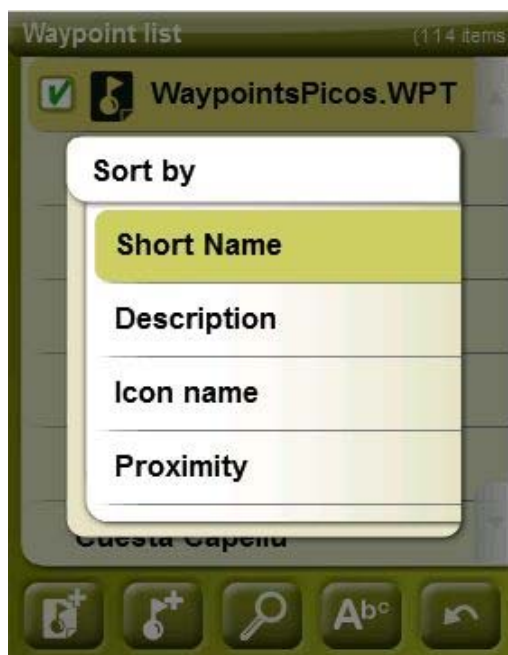 Waypoint list (114 items
WaypointsPicos.WPT
Sort by
Short Name
Description
Icon name
Proximity
Cuesta Capellu
Abc